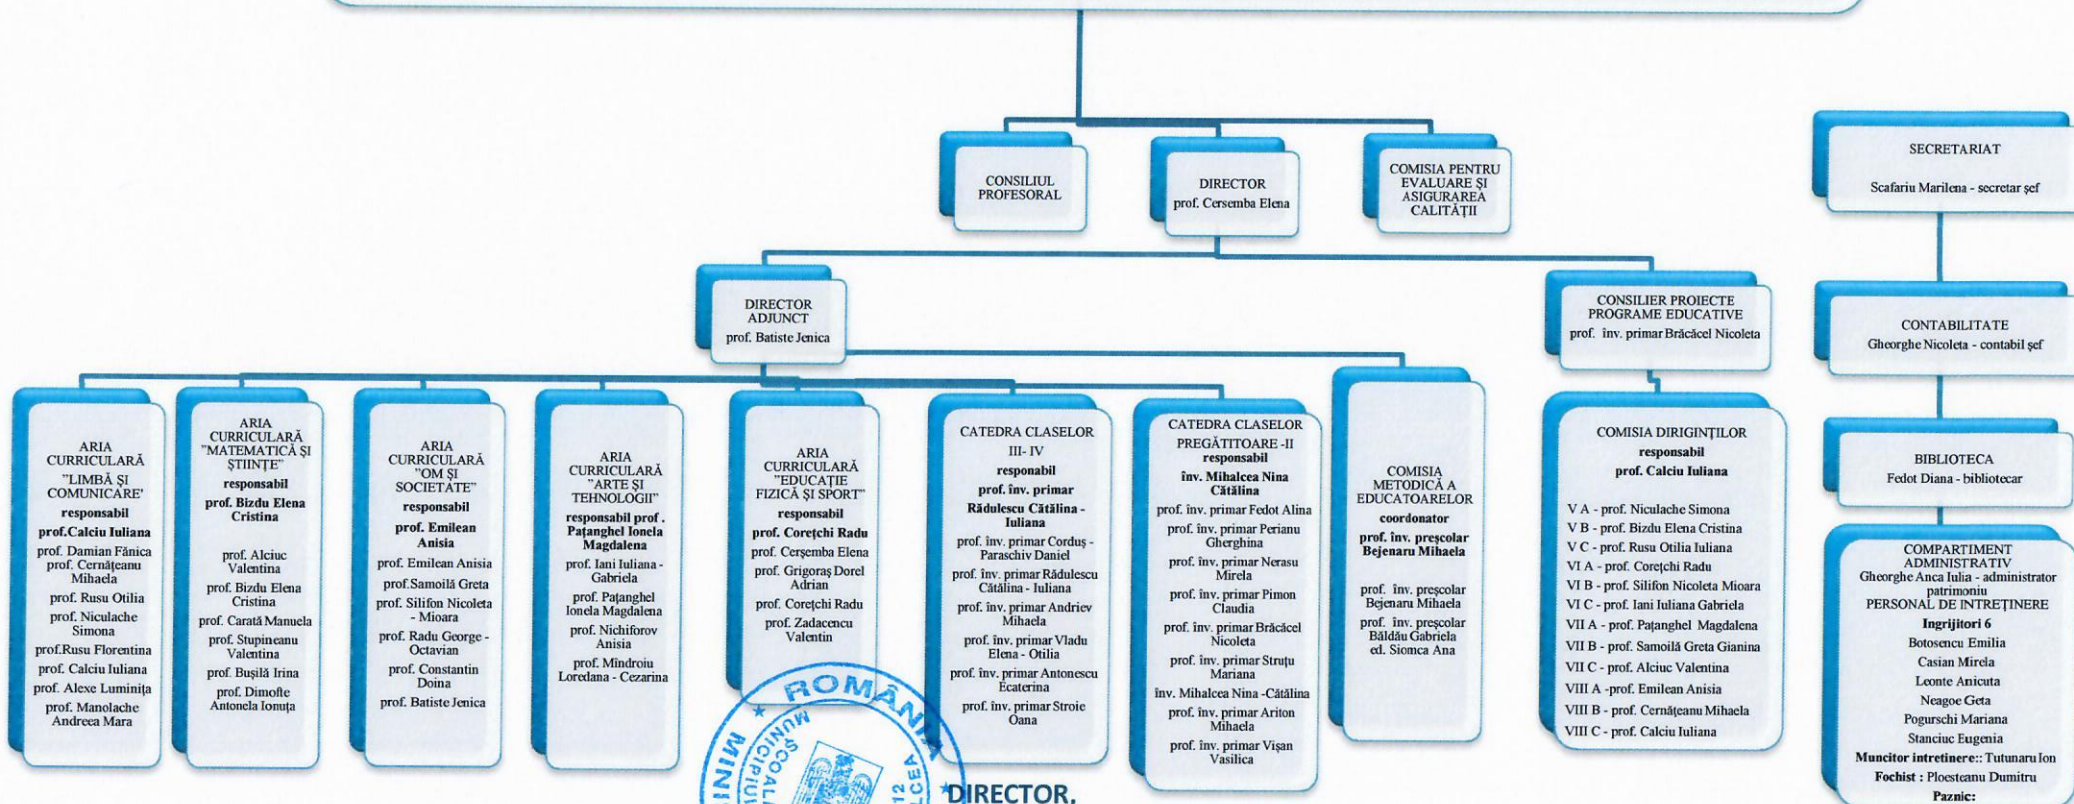 CONSILIUL
PROFESORAL
DIRECTOR
prof. Cersemba Elena
COMISIA PENTRU
EVALUARE ȘI
ASIGURAREA
CALITĂȚII
SECRETARIAT
Scafariu Marilena - secretar șef
DIRECTOR
ADJUNCT
prof. Batiste Jenica
CONSILIER PROIECTE
PROGRAME EDUCATIVE
prof. înv. primar Brăcăcel Nicoleta
CONTABILITATE
Gheorghe Nicoleta - contabil șef
ARIA
CURRICULARĂ
"LIMBĂ ȘI
COMUNICARE'
responsabil
prof.Calciu Iuliana
prof. Damian Fănica
prof. Cernățeanu
Mihaela
prof. Rusu Otilia
prof. Niculache
Simona
prof.Rusu Florentina
prof. Calciu Iuliana
prof. Alexe Luminița
prof. Manolache
Andreea Mara
ARIA
CURRICULARĂ
"MATEMATICĂ ȘI
ȘTIINȚE"
responsabil
prof. Bizdu Elena
Cristina
prof. Alciuc
Valentina
prof. Bizdu Elena
Cristina
prof. Carată Manuela
prof. Stupineanu
Valentina
prof. Bușilă Irina
prof. Dimofte
Antonela Ionuța
ARIA
CURRICULARĂ
"OM ȘI
SOCIETATE"
responsabil
prof. Emilean
Anisia
prof. Emilean Anisia
prof.Samoilă Greta
prof. Silifon Nicoleta
- Mioara
prof. Radu George -
Octavian
prof. Constantin
Doina
prof. Batiste Jenica
ARIA
CURRICULARĂ
"ARTE ȘI
TEHNOLOGII"
responsabil prof .
Pațanghel Ionela
Magdalena
prof. Iani Iuliana -
Gabriela
prof. Pațanghel
Ionela Magdalena
prof. Nichiforov
Anisia
prof. Mîndroiu
Loredana - Cezarina
ARIA
CURRICULARĂ
"EDUCAȚIE
FIZICĂ ȘI SPORT"
responsabil
prof. Corețchi Radu
prof. Cerșemba Elena
prof. Grigoraș Dorel
Adrian
prof. Corețchi Radu
prof. Zadacencu
Valentin
CATEDRA CLASELOR
III- IV
responabil
prof. înv. primar
Rădulescu Cătălina -
Iuliana
prof. înv. primar Corduș -
Paraschiv Daniel
prof. înv. primar Rădulescu
Cătălina - Iuliana
prof. înv. primar Andriev
Mihaela
prof. înv. primar Vladu
Elena - Otilia
prof. înv. primar Antonescu
Ecaterina
prof. înv. primar Stroie
Oana
CATEDRA CLASELOR
PREGĂTITOARE -II
responsabil
înv. Mihalcea Nina
Cătălina
prof. înv. primar Fedot Alina
prof. înv. primar Perianu
Gherghina
prof. înv. primar Nerasu
Mirela
prof. înv. primar Pimon
Claudia
prof. înv. primar Brăcăcel
Nicoleta
prof. înv. primar Struțu
Mariana
înv. Mihalcea Nina -Cătălina
prof. înv. primar Ariton
Mihaela
prof. înv. primar Vișan
Vasilica
COMISIA
METODICĂ A
EDUCATOARELOR
coordonator
prof. înv. preșcolar
Bejenaru Mihaela
prof. înv. preșcolar
Bejenaru Mihaela
prof. înv. preșcolar
Băldău Gabriela
ed. Siomca Ana
COMISIA DIRIGINȚILOR
responsabil
prof. Calciu Iuliana
V A - prof. Niculache Simona
V B - prof. Bizdu Elena Cristina
V C - prof. Rusu Otilia Iuliana
VI A - prof. Corețchi Radu
VI B - prof. Silifon Nicoleta Mioara
VI C - prof. Iani Iuliana Gabriela
VII A - prof. Pațanghel Magdalena
VII B - prof. Samoilă Greta Gianina
VII C - prof. Alciuc Valentina
VIII A -prof. Emilean Anisia
VIII B - prof. Cernățeanu Mihaela
VIII C - prof. Calciu Iuliana
BIBLIOTECA
Fedot Diana - bibliotecar
COMPARTIMENT
ADMINISTRATIV
Gheorghe Anca Iulia - administrator
patrimoniu
PERSONAL DE INTREȚINERE
Ingrijitori 6
Botosencu Emilia
Casian Mirela
Leonte Anicuta
Neagoe Geta
Pogurschi Mariana
Stanciuc Eugenia
Muncitor intretinere:: Tutunaru Ion
Fochist : Ploesteanu Dumitru
Paznic:
ROMÂNIA
DIRECTOR,